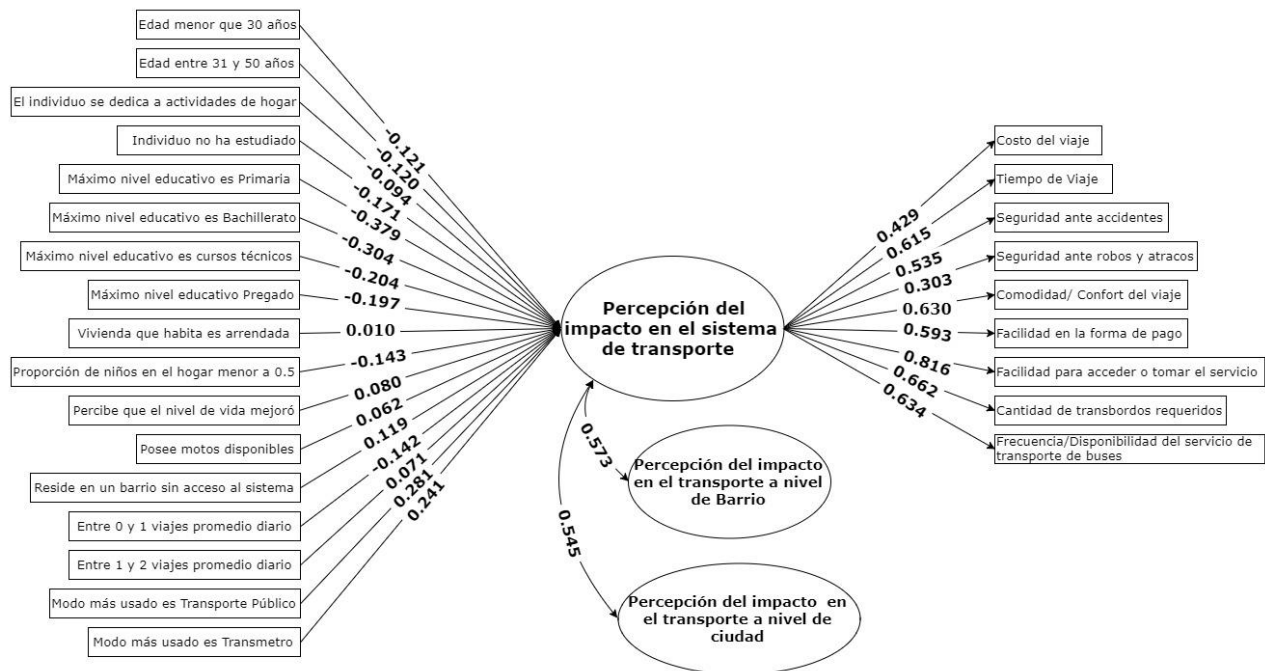 Edad menor que 30 años
Edad entre 31 y 50 años
El individuo se dedica a actividades de hogar
Individuo no ha estudiado
Máximo nivel educativo es Primaria
Máximo nivel educativo es Bachillerato
Máximo nivel educativo es cursos técnicos
Máximo nivel educativo Pregado
Vivienda que habita es arrendada
Proporción de niños en el hogar menor a 0.5
Percibe que el nivel de vida mejoró
Posee motos disponibles
Reside en un barrio sin acceso al sistema
Entre 0 y 1 viajes promedio diario
Entre 1 y 2 viajes promedio diario
Modo más usado es Transporte Público
Modo más usado es Transmetro
-0.121
-0.120
-0.094
-0.171
-0.379
-0.304
-0.204
-0.197
0.010
-0.143
0.080
0.062
0.119
-0.142
0.071
0.281
0.241
Percepción del
impacto en el sistema
de transporte
0.573
0.545
Percepción del impacto
en el transporte a nivel
de Barrio
Percepción del impacto en
el transporte a nivel de
ciudad
0.429
0.615
0.535
0.303
0.630
0.593
0.816
0.662
0.634
Costo del viaje
Tiempo de Viaje
Seguridad ante accidentes
Seguridad ante robos y atracos
Comodidad/ Confort del viaje
Facilidad en la forma de pago
Facilidad para acceder o tomar el servicio
Cantidad de transbordos requeridos
Frecuencia/Disponibilidad del servicio de
transporte de buses